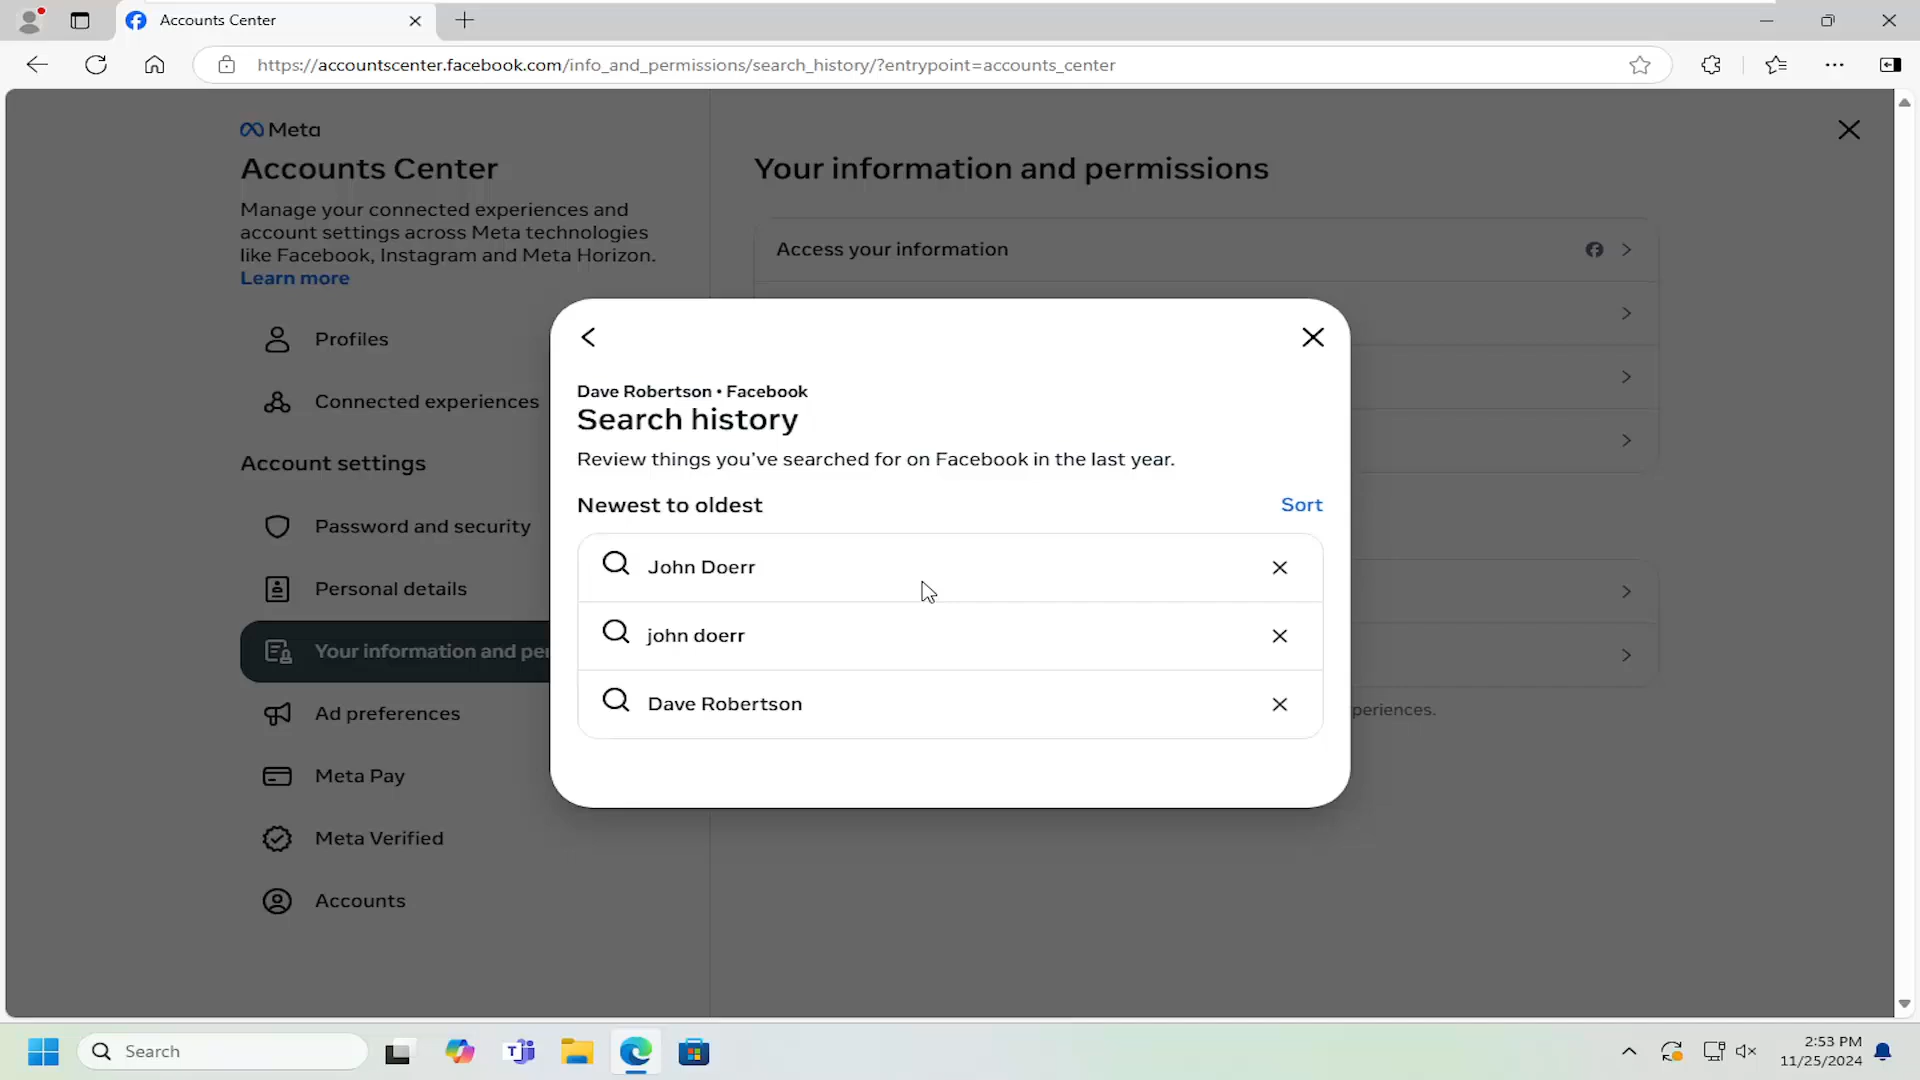 Accounts Center
https://accountscenter.facebook.com/info_and_permissions/search_history/?entrypoint=accounts_center
Meta
Accounts Center
Manage your connected experiences and
account settings across Meta technologies
like Facebook, Instagram and Meta Horizon.
Learn more
Profiles
Connected experiences
Account settings
Password and security
Personal details
Your information and per
Ad preferences
Meta Pay
Meta Verified
Accounts
Your information and permissions
Access your information
periences.
Dave Robertson • Facebook
Search history
Review things you've searched for on Facebook in the last year.
Newest to oldest
Sort
John Doerr
john doerr
Dave Robertson
Search
2:53 PM
11/25/2024